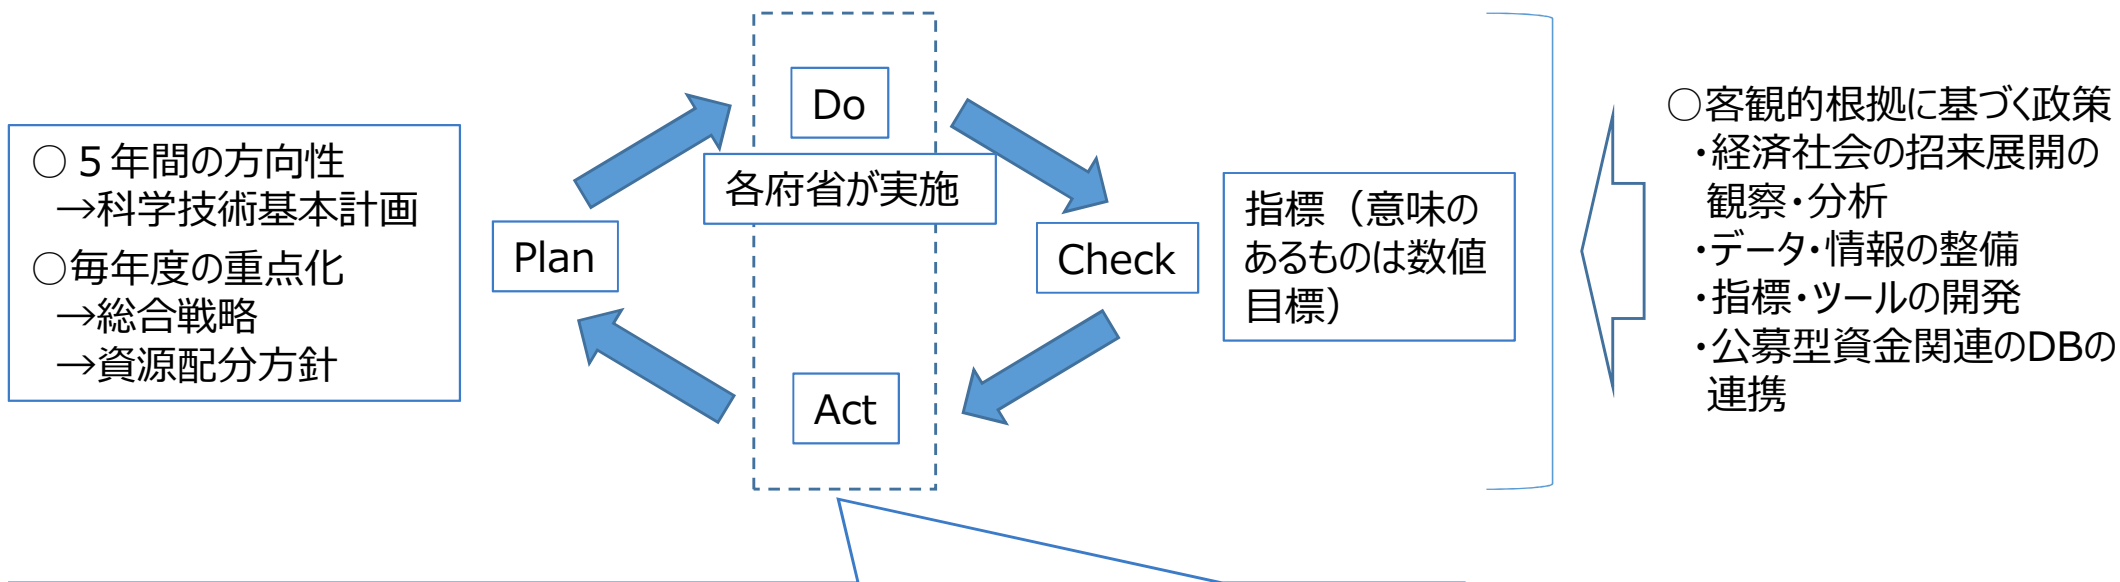 ○５年間の方向性
→科学技術基本計画
○毎年度の重点化
→総合戦略
→資源配分方針
Plan
Do
各府省が実施
Act
Check
指標（意味の
あるものは数値
目標）
○客観的根拠に基づく政策
・経済社会の招来展開の
観察・分析
・データ・情報の整備
・指標・ツールの開発
・公募型資金関連のDBの
連携